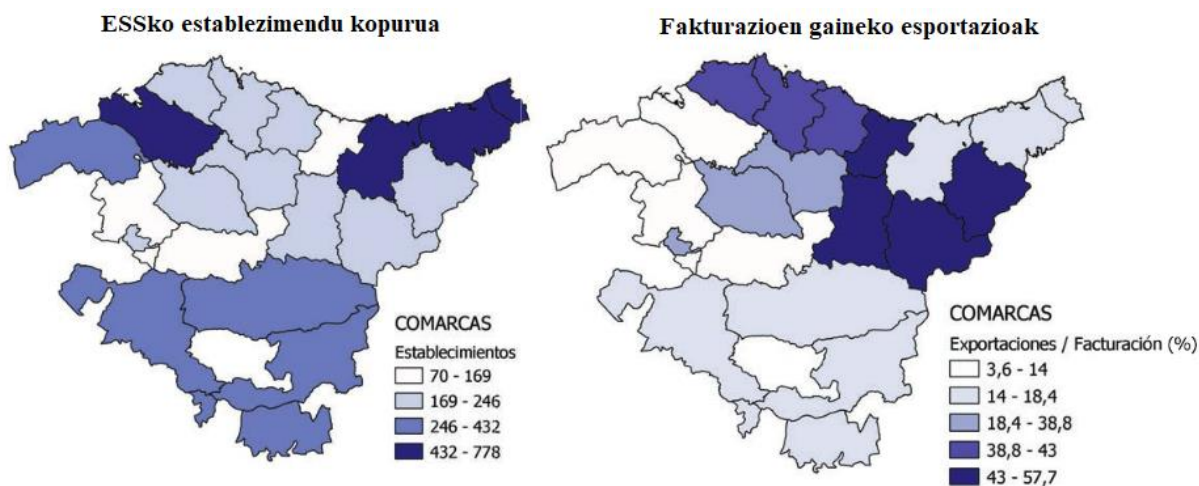 ESSko establezimendu kopurua
COMARCAS
Establecimientos
70 - 169
169 - 246
246 - 432
432 - 778
Fakturazioen gaineko esportazioak
COMARCAS
Exportaciones / Facturación (%)
3,6 - 14
14 - 18,4
18,4 - 38,8
38,8 - 43
43 - 57,7